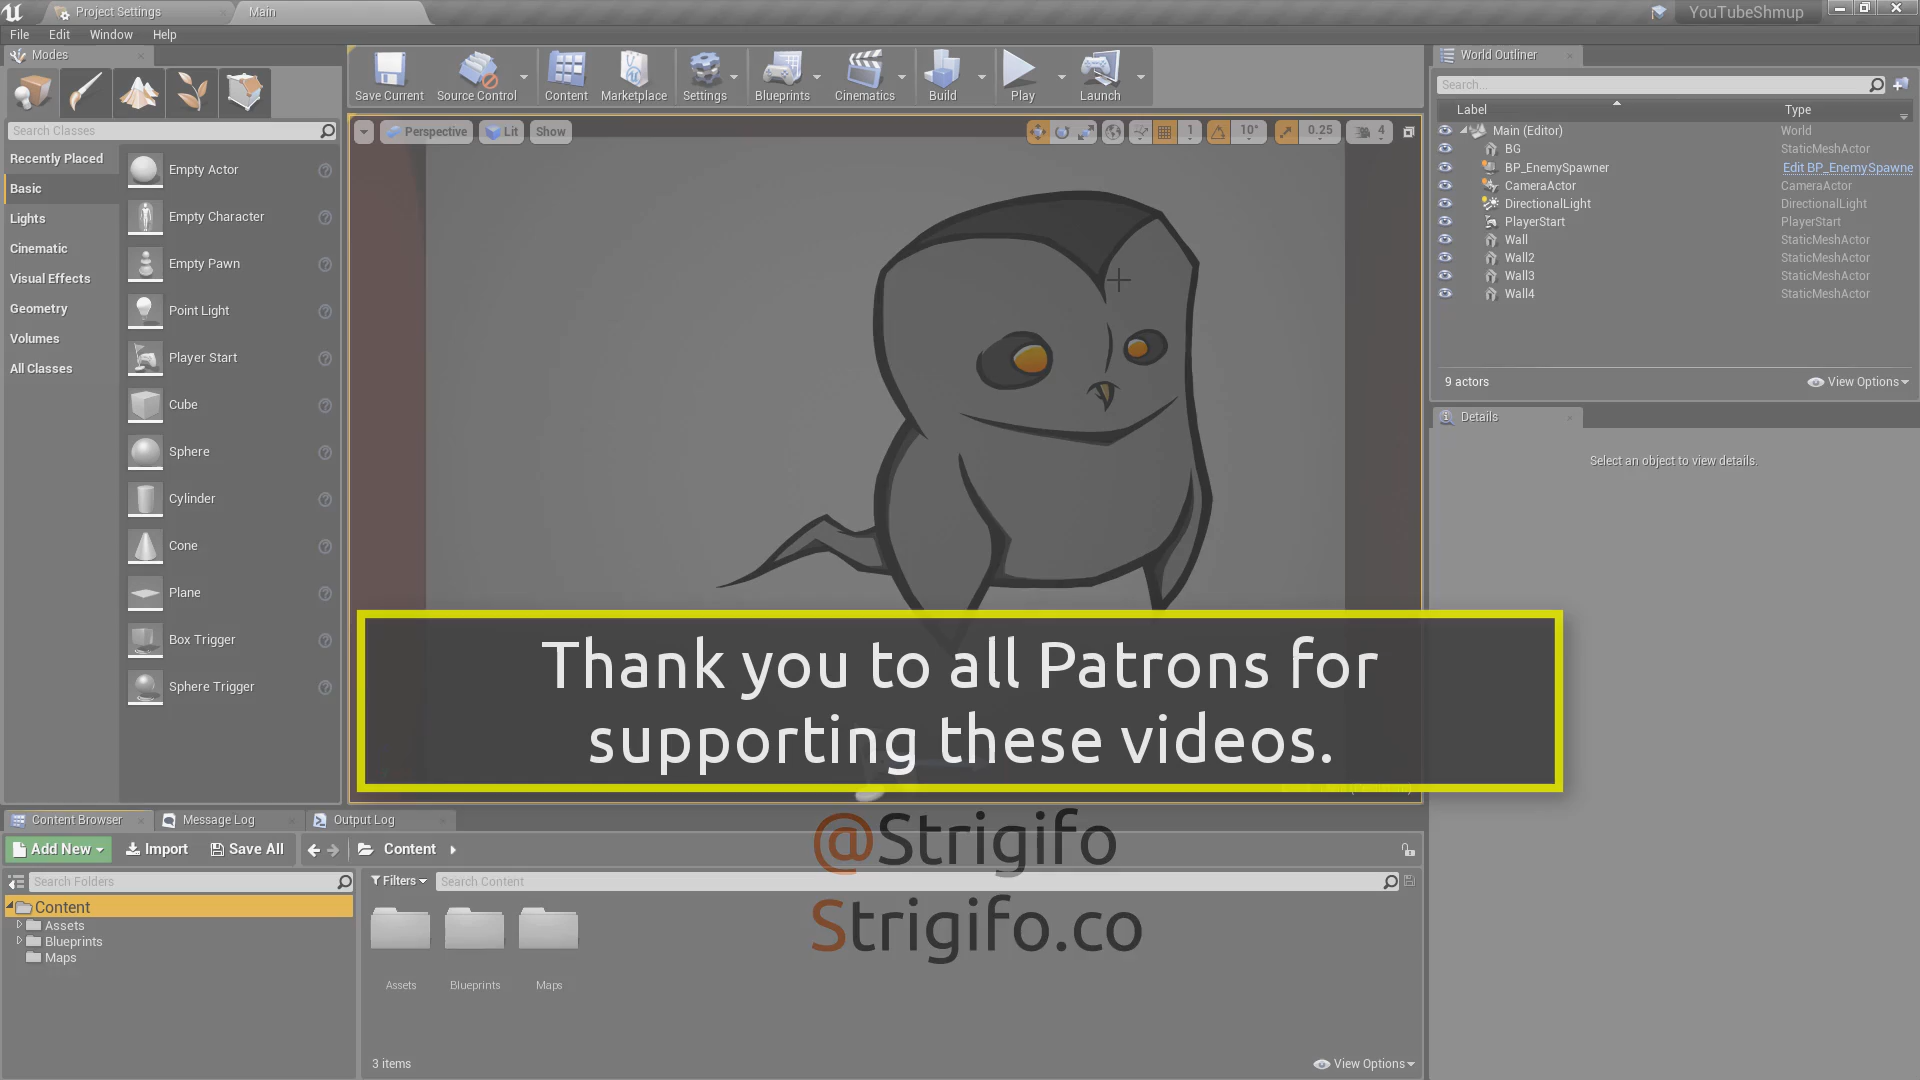 Project Settings
Main
YouTubeShmup
File Edit Window Help
Modes
Search Classes
Recently Placed
Basic
Lights
Cinematic
Visual Effects
Geometry
Volumes
All Classes
Empty Actor
Empty Character
Empty Pawn
Point Light
Player Start
Cube
Sphere
Cylinder
Cone
Plane
Box Trigger
Sphere Trigger
Save Current
Source Control
Content
Marketplace
Settings
Blueprints
Cinematics
Build
Play
Launch
Perspective
Lit
Show
1
10°
0.25
4
World Outliner
Search...
Label Type
Main (Editor) World
BG StaticMeshActor
BP_EnemySpawner Edit BP_EnemySpawne
CameraActor CameraActor
DirectionalLight DirectionalLight
PlayerStart PlayerStart
Wall StaticMeshActor
Wall2 StaticMeshActor
Wall3 StaticMeshActor
Wall4 StaticMeshActor
9 actors
View Options
Details
Select an object to view details.
Thank you to all Patrons for
supporting these videos.
@Strigifo
Strigifo.co
Content Browser
Message Log
Output Log
Add New
Import
Save All
Content
Search Folders
Content
Assets
Blueprints
Maps
Filters
Search Content
Assets
Blueprints
Maps
3 items
View Options